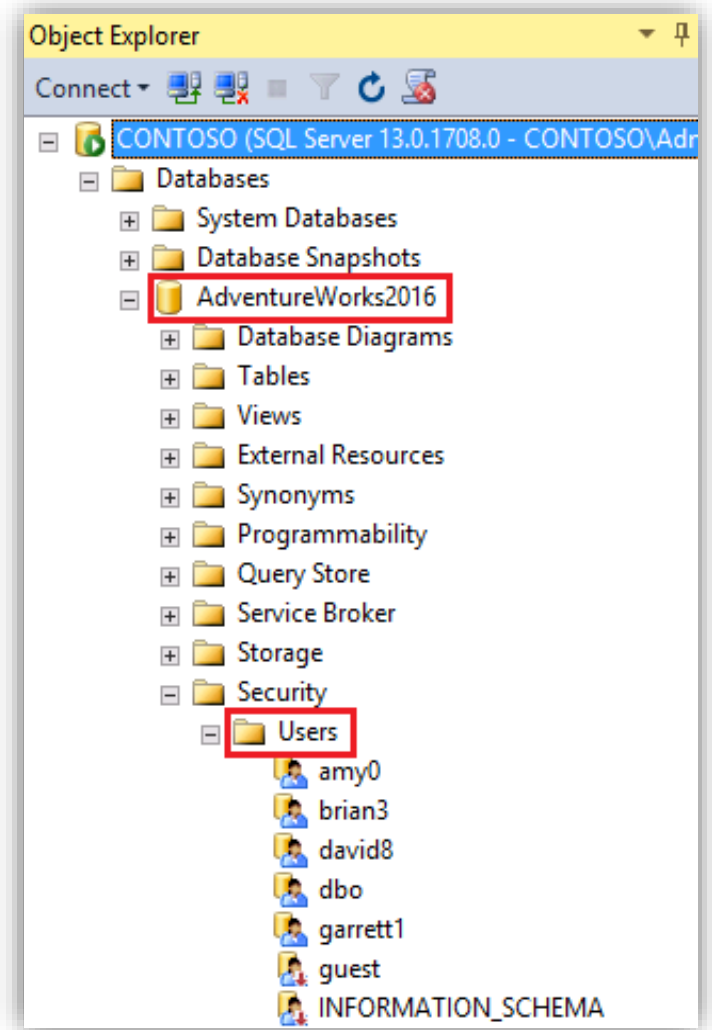 Object Explorer
Connect
CONTOSO (SQL Server 13.0.1708.0 - CONTOSO\Adr
Databases
System Databases
Database Snapshots
AdventureWorks2016
Database Diagrams
Tables
Views
External Resources
Synonyms
Programmability
Query Store
Service Broker
Storage
Security
Users
amy0
brian3
david8
dbo
garrett1
guest
INFORMATION_SCHEMA